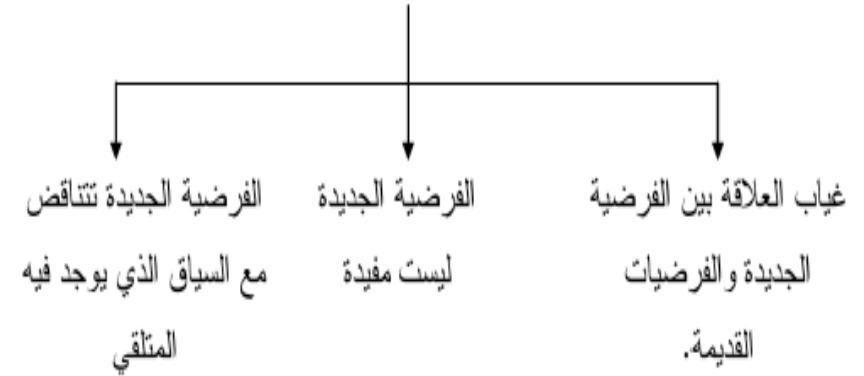 غياب العلاقة بين الفرضية
الجديدة والفرضيات
القديمة.
الفرضية الجديدة
ليست مفيدة
الفرضية الجديدة تتناقض
مع السياق الذي يوجد فيه
المتلقي